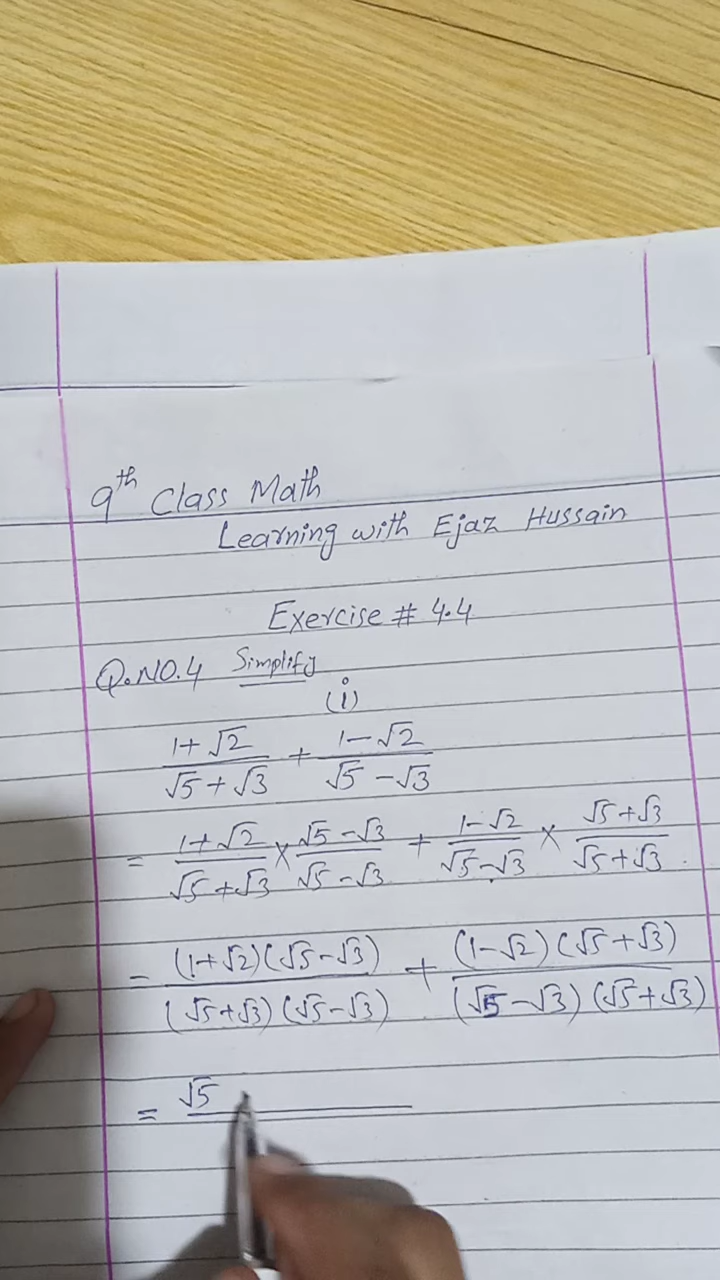 9th Class Math
Learning with Ejaz Hussain
Exercise # 4.4
Q.NO.4 Simplify
(i)
(1+√2)/(√5+√3) + (1-√2)/(√5-√3)
= (1+√2)/(√5+√3) × (√5-√3)/(√5-√3) + (1-√2)/(√5-√3) × (√5+√3)/(√5+√3)
= (1+√2)(√5-√3)/(√5+√3)(√5-√3) + (1-√2)(√5+√3)/(√5-√3)(√5+√3)
= √5